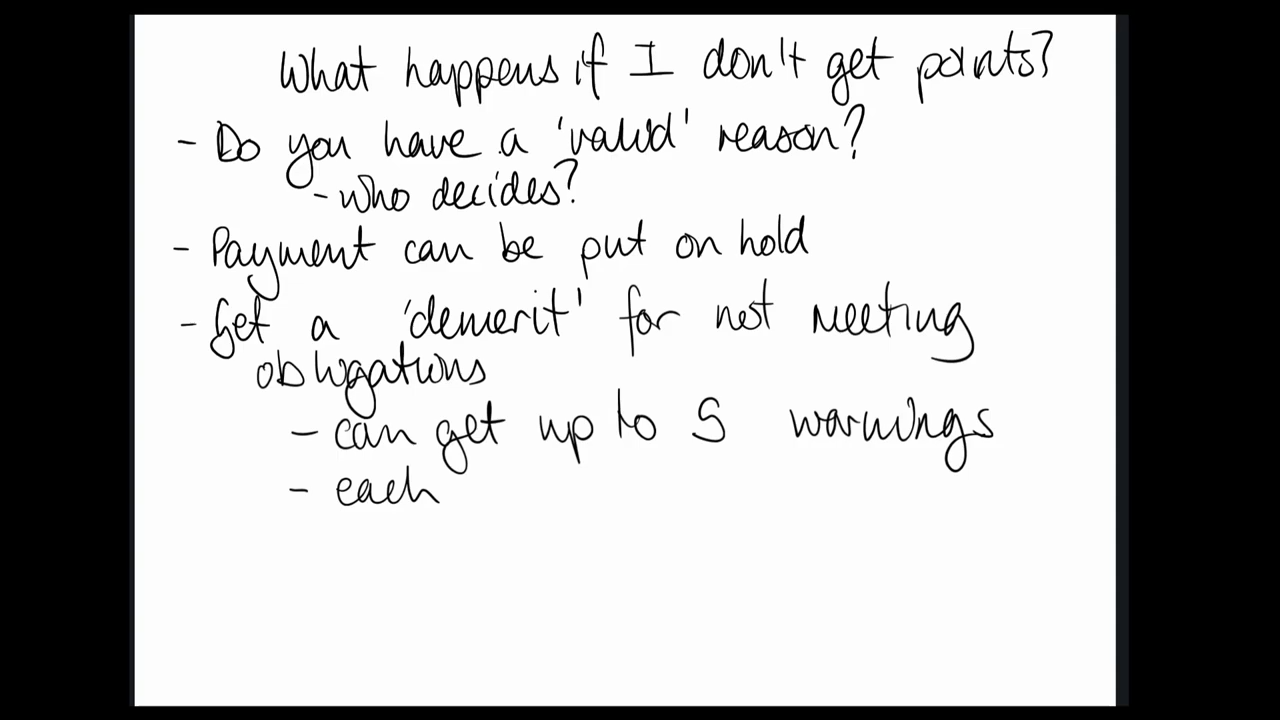 What happens if I don't get points?
- Do you have a 'valid' reason?
- who decides?
- Payment can be put on hold
- Get a 'demerit' for not meeting
obligations
- can get up to 5 warnings
- each